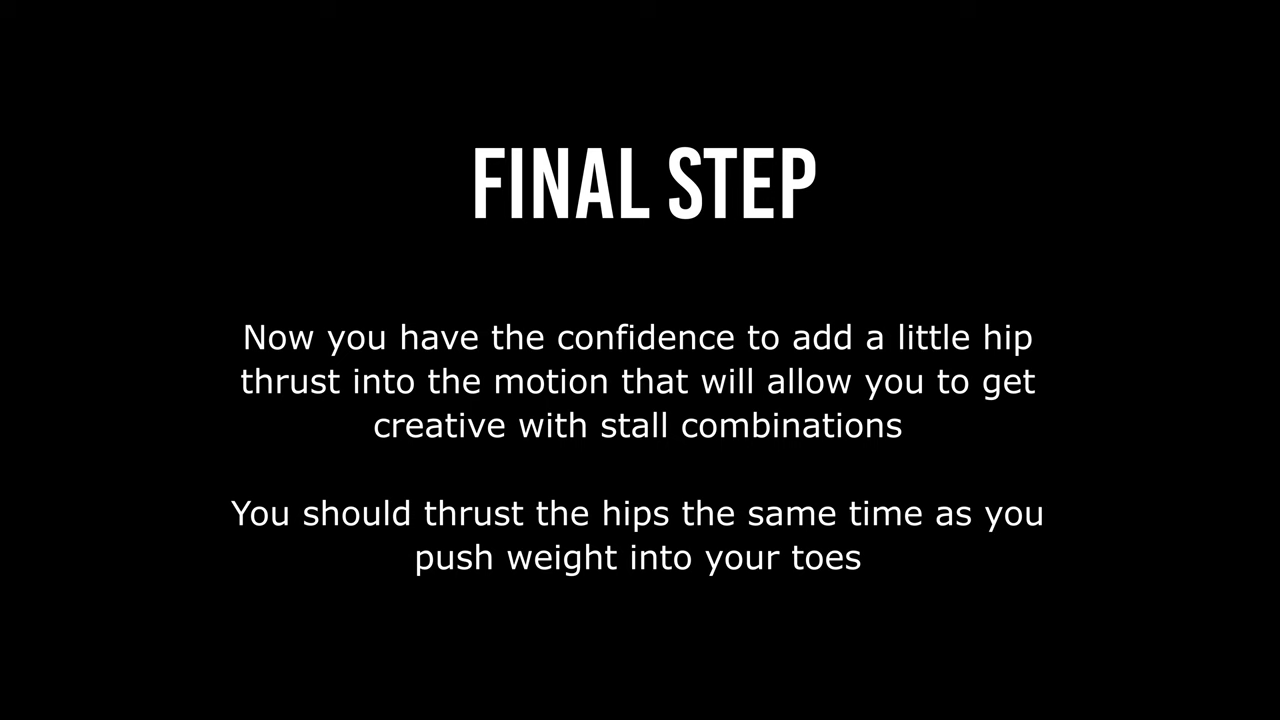 FINAL STEP
Now you have the confidence to add a little hip
thrust into the motion that will allow you to get
creative with stall combinations
You should thrust the hips the same time as you
push weight into your toes